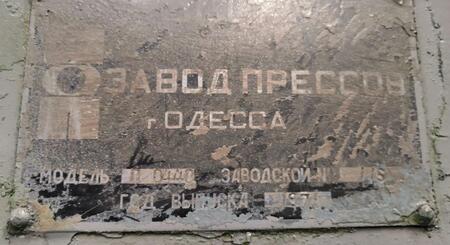 ЗАВОД ПРЕССОВ
г. ОДЕССА
МОДЕЛЬ ЗАВОДСКОЙ №
ГОД ВЫПУСКА